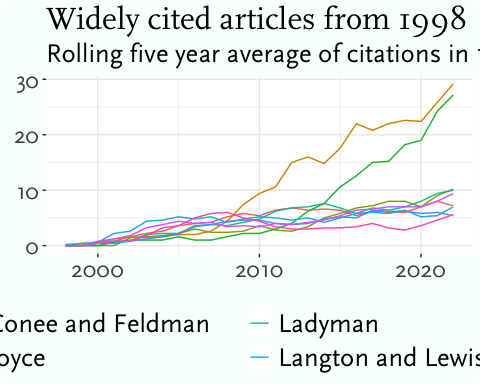 Widely cited articles from 1998
Rolling five year average of citations in
30
20
10
0
2000 2010 2020
Conee and Feldman Ladyman
oyce Langton and Lewis